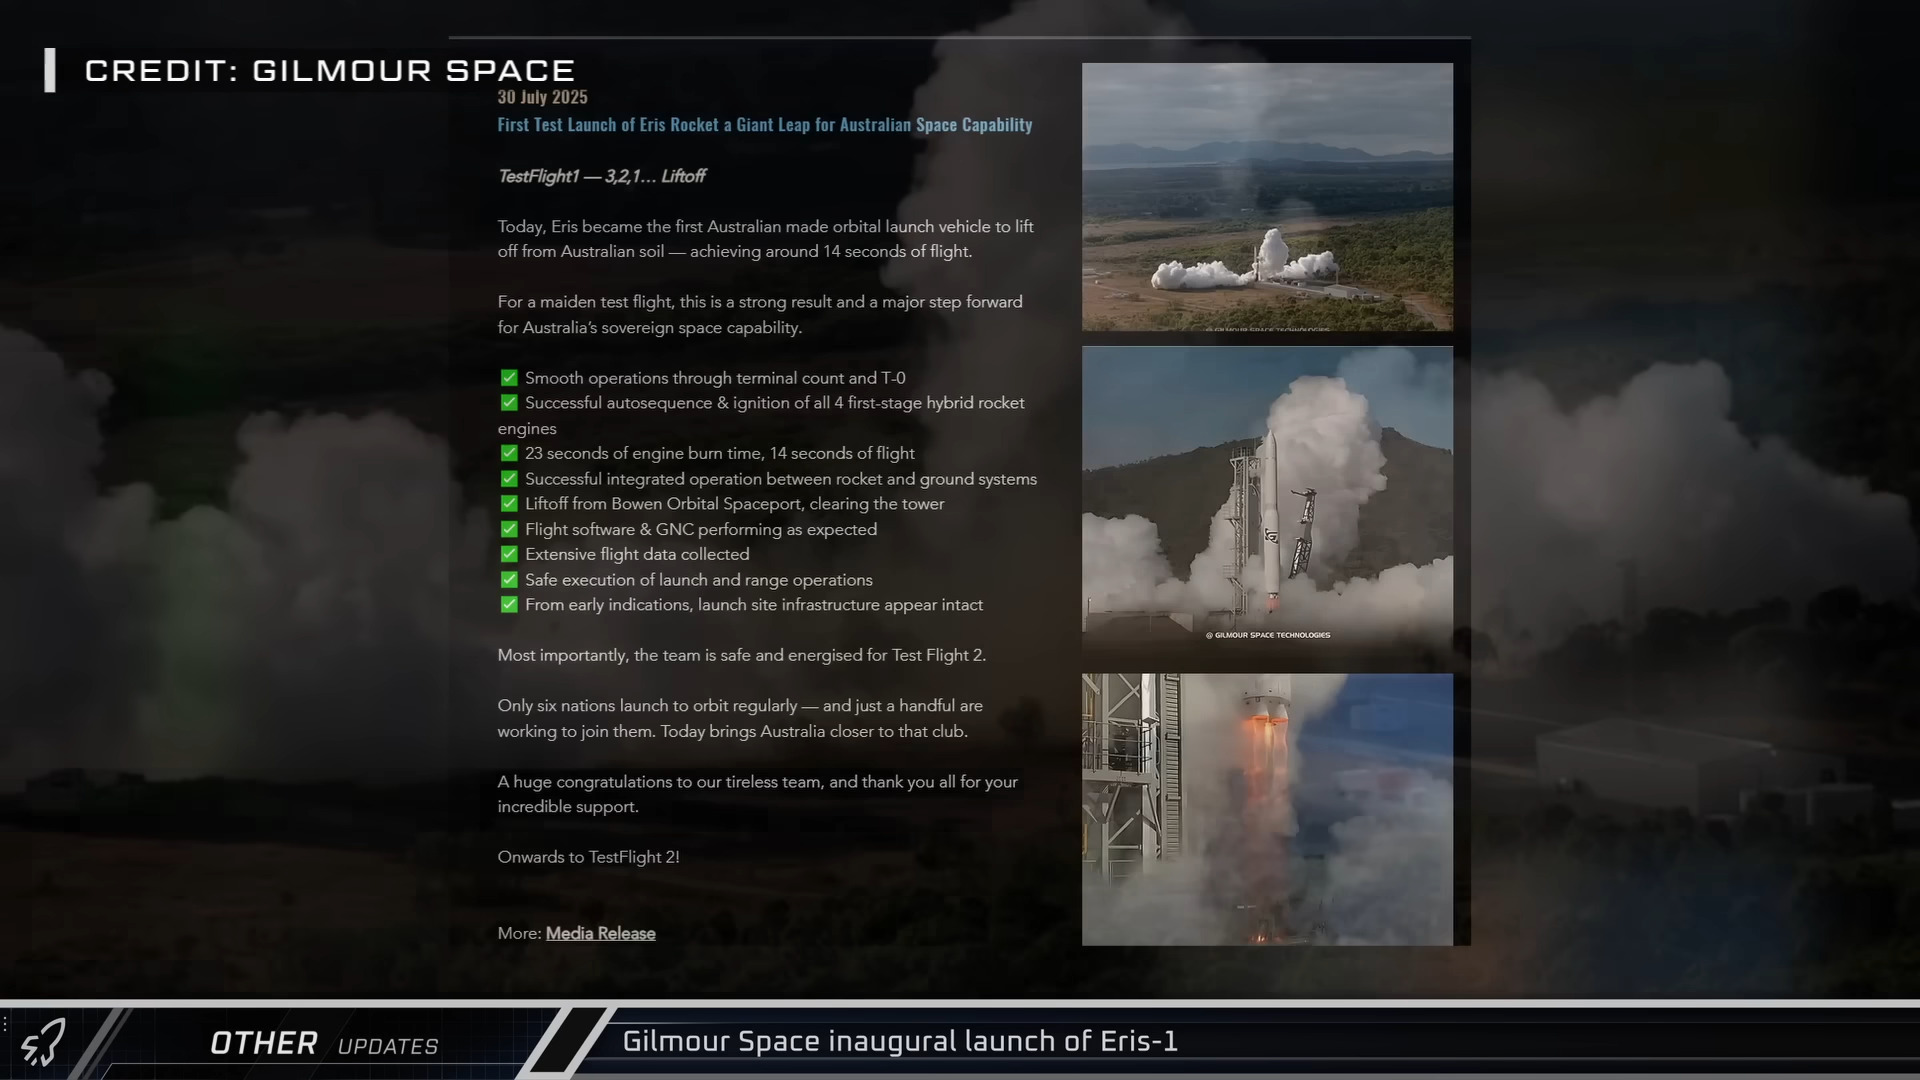 CREDIT: GILMOUR SPACE
30 July 2025
First Test Launch of Eris Rocket a Giant Leap for Australian Space Capability
TestFlight1 — 3,2,1… Liftoff
Today, Eris became the first Australian made orbital launch vehicle to lift
off from Australian soil — achieving around 14 seconds of flight.
For a maiden test flight, this is a strong result and a major step forward
for Australia’s sovereign space capability.
✅ Smooth operations through terminal count and T-0
✅ Successful autosequence & ignition of all 4 first-stage hybrid rocket
engines
✅ 23 seconds of engine burn time, 14 seconds of flight
✅ Successful integrated operation between rocket and ground systems
✅ Liftoff from Bowen Orbital Spaceport, clearing the tower
✅ Flight software & GNC performing as expected
✅ Extensive flight data collected
✅ Safe execution of launch and range operations
✅ From early indications, launch site infrastructure appear intact
Most importantly, the team is safe and energised for Test Flight 2.
Only six nations launch to orbit regularly — and just a handful are
working to join them. Today brings Australia closer to that club.
A huge congratulations to our tireless team, and thank you all for your
incredible support.
Onwards to TestFlight 2!
More: Media Release
@ GILMOUR SPACE TECHNOLOGIES
@ GILMOUR SPACE TECHNOLOGIES
OTHER UPDATES
Gilmour Space inaugural launch of Eris-1